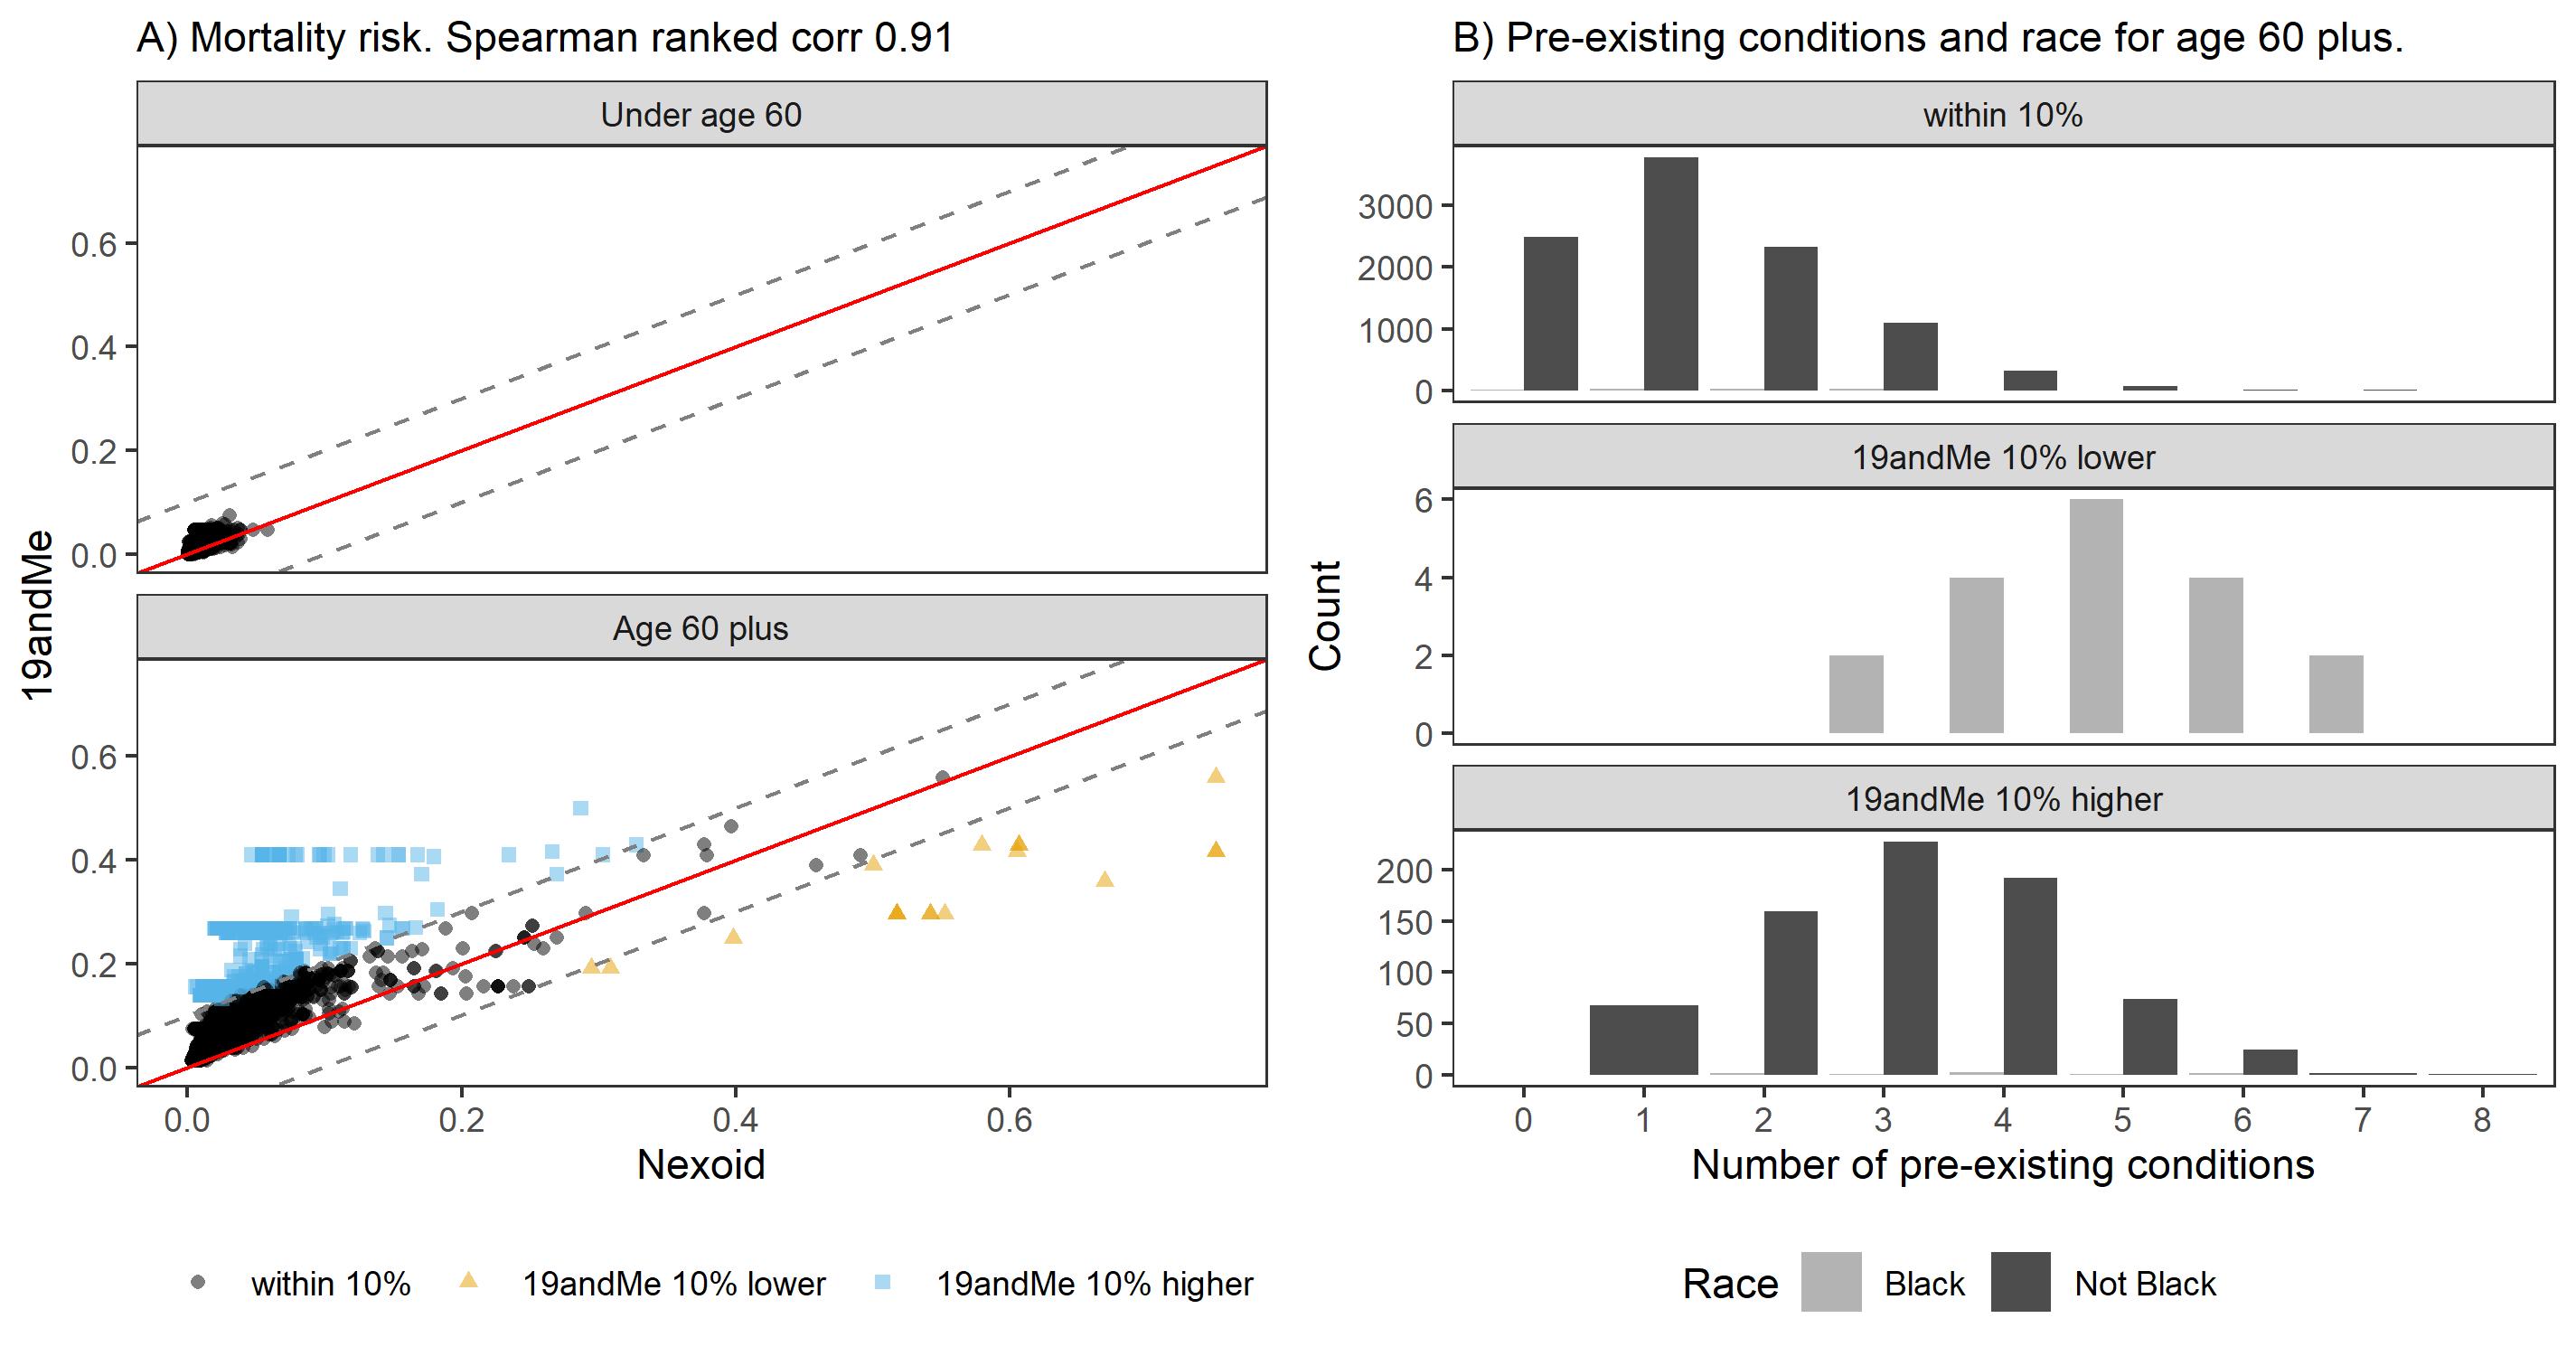 A) Mortality risk. Spearman ranked corr 0.91
Under age 60
0.6
0.4
0.2
0.0
Age 60 plus
0.6
0.4
0.2
0.0
19andMe
0.0 0.2 0.4 0.6
Nexoid
within 10% 19andMe 10% lower 19andMe 10% higher
B) Pre-existing conditions and race for age 60 plus.
within 10%
3000
2000
1000
0
19andMe 10% lower
6
4
2
0
19andMe 10% higher
200
150
100
50
0
Count
0 1 2 3 4 5 6 7 8
Number of pre-existing conditions
Race Black Not Black